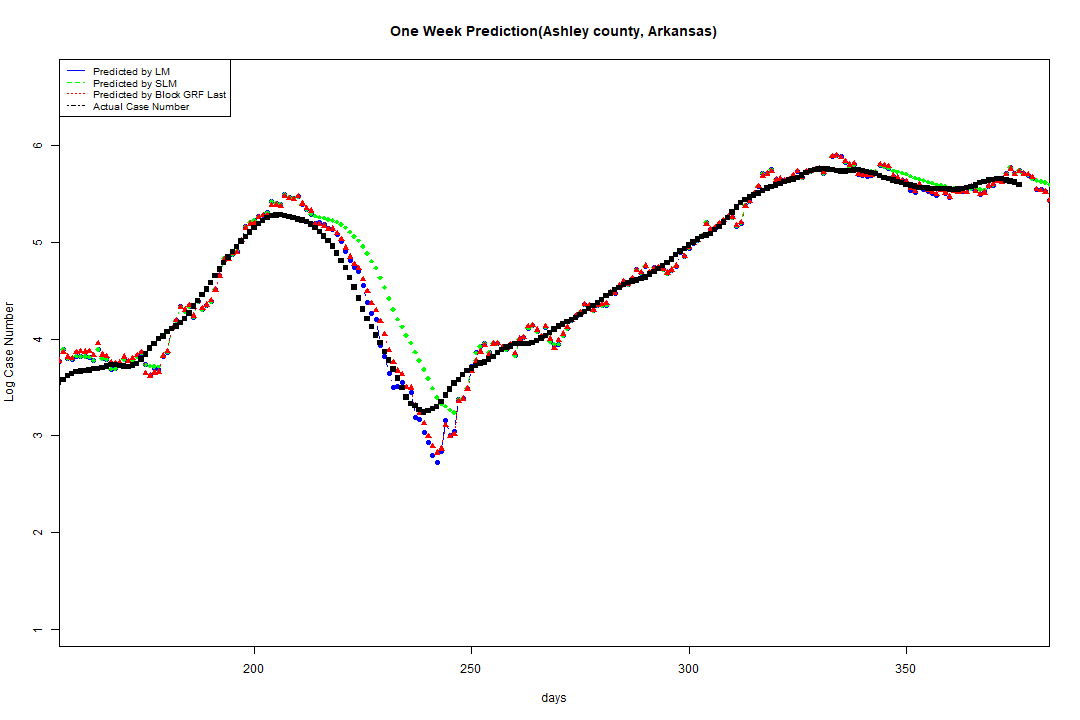 One Week Prediction(Ashley county, Arkansas)
Predicted by LM
Predicted by SLM
Predicted by Block GRF Last
Actual Case Number
6
5
4
3
2
1
Log Case Number
200 250 300 350
days